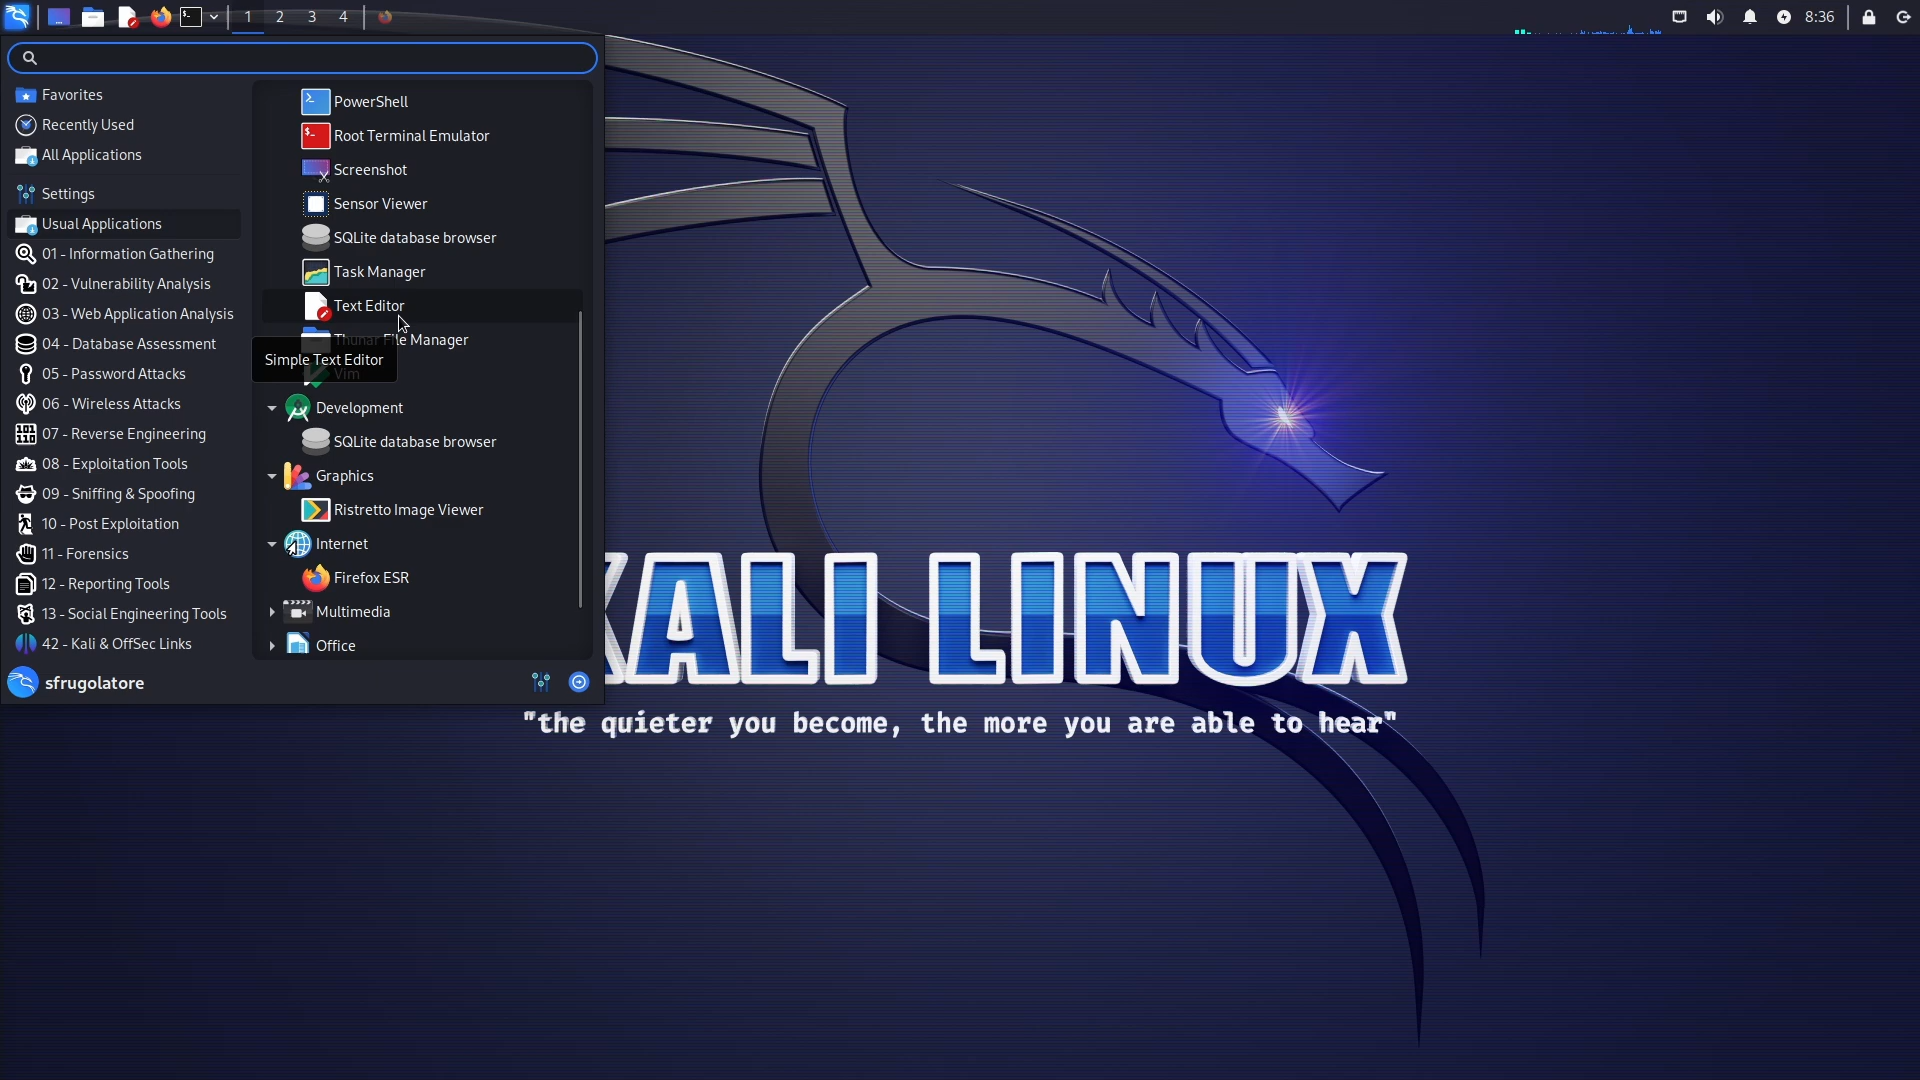 1 2 3 4
8:36
Favorites
Recently Used
All Applications
Settings
Usual Applications
01 - Information Gathering
02 - Vulnerability Analysis
03 - Web Application Analysis
04 - Database Assessment
05 - Password Attacks
06 - Wireless Attacks
07 - Reverse Engineering
08 - Exploitation Tools
09 - Sniffing & Spoofing
10 - Post Exploitation
11 - Forensics
12 - Reporting Tools
13 - Social Engineering Tools
42 - Kali & OffSec Links
PowerShell
Root Terminal Emulator
Screenshot
Sensor Viewer
SQLite database browser
Task Manager
Text Editor
Thunar File Manager
Simple Text Editor
Vim
Development
SQLite database browser
Graphics
Ristretto Image Viewer
Internet
Firefox ESR
Multimedia
Office
sfrugolatore
KALI LINUX
"the quieter you become, the more you are able to hear"